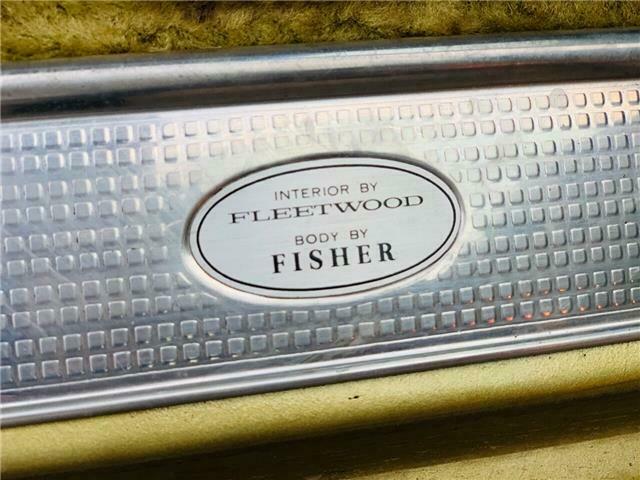 INTERIOR BY
FLEETWOOD
BODY BY
FISHER